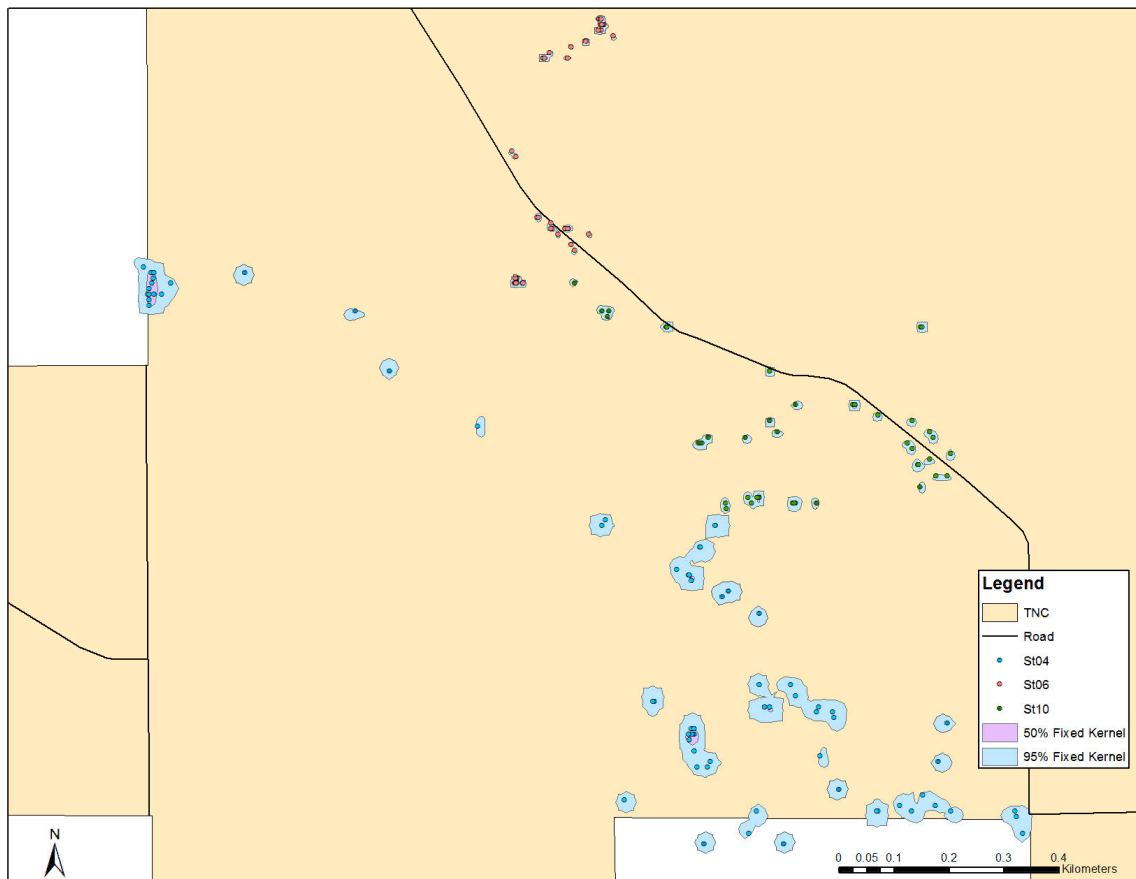 Legend
TNC
Road
St04
St06
St10
50% Fixed Kernel
95% Fixed Kernel
N
0 0.05 0.1 0.2 0.3 0.4
Kilometers